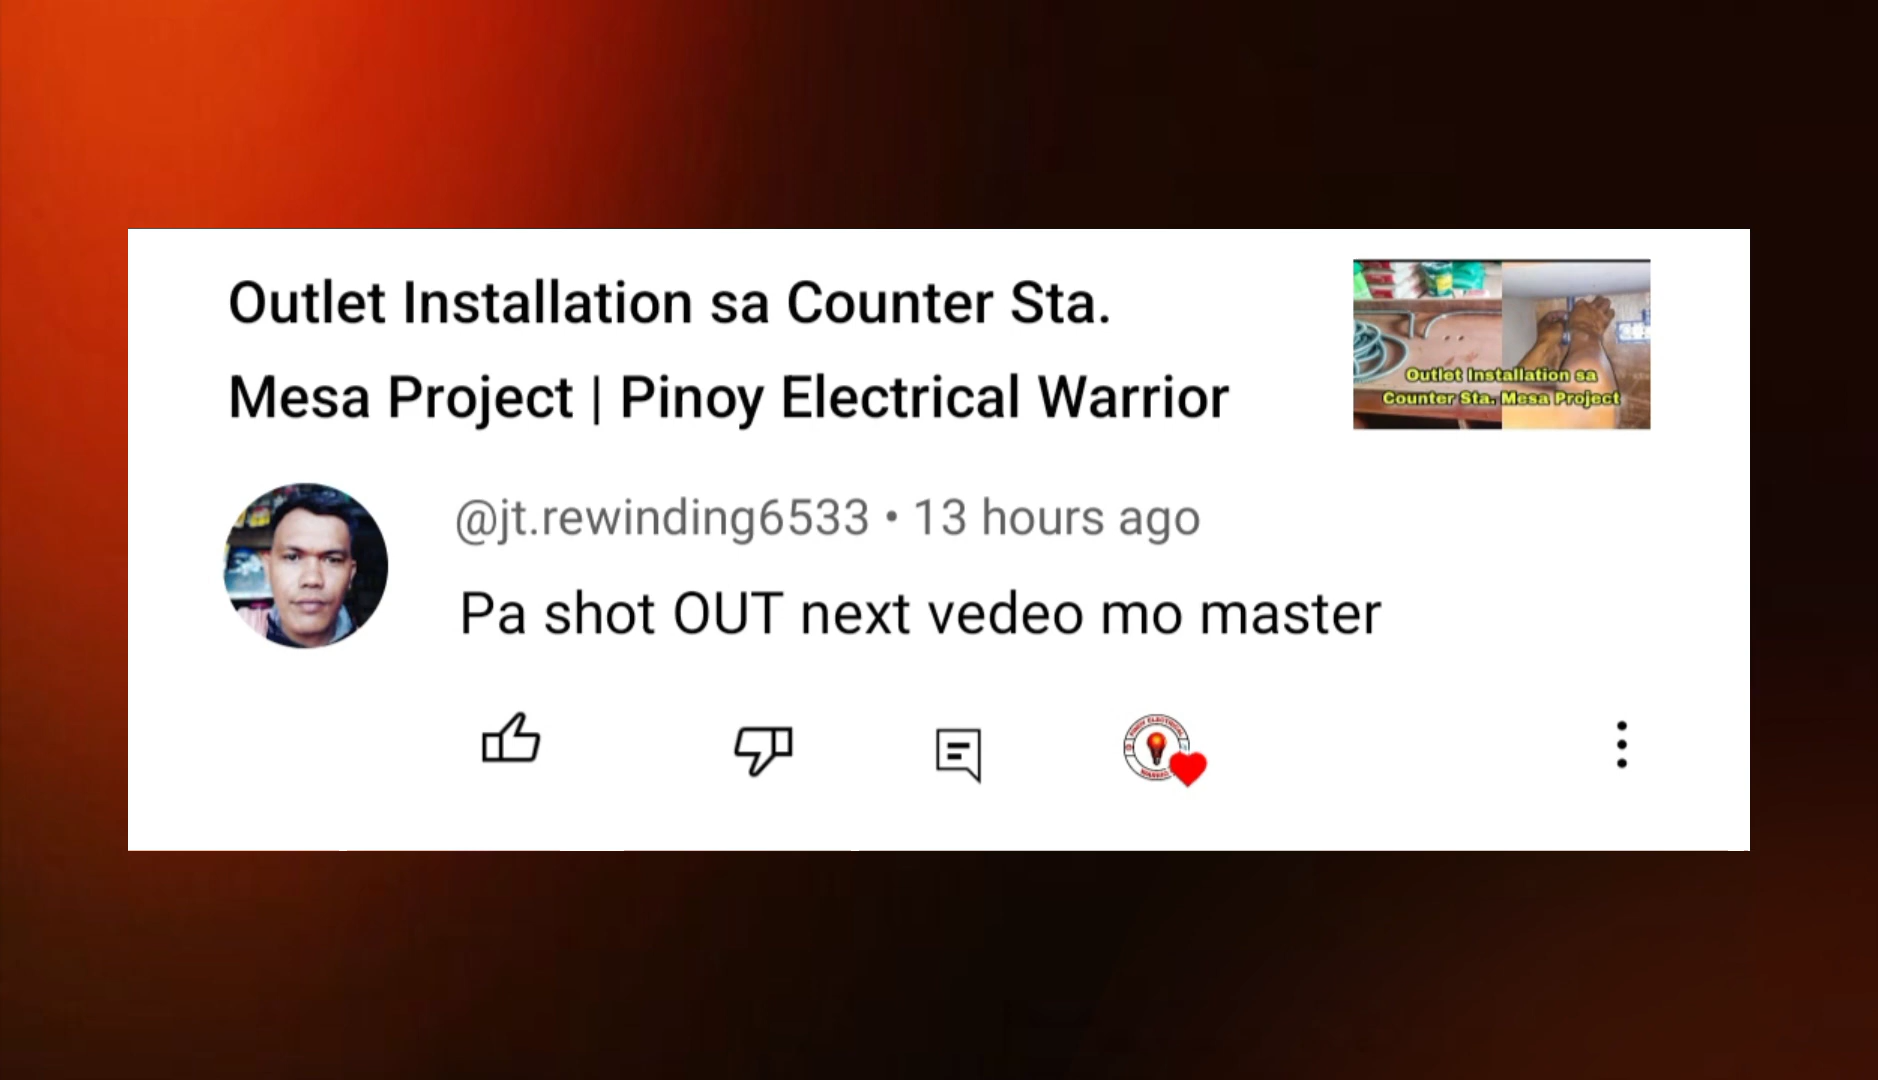 Outlet Installation sa Counter Sta.
Mesa Project | Pinoy Electrical Warrior
Outlet Installation sa
Counter Sta. Mesa Project
@jt.rewinding6533 • 13 hours ago
Pa shot OUT next vedeo mo master